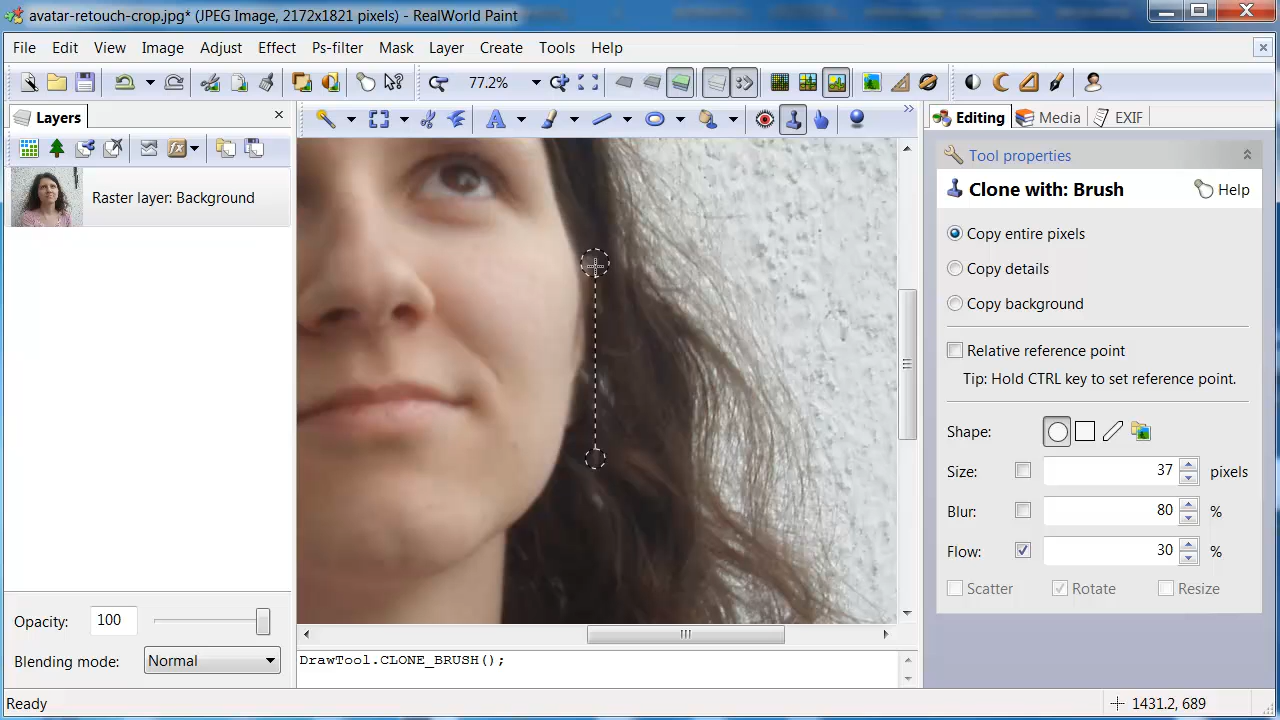 avatar-retouch-crop.jpg* (JPEG Image, 2172x1821 pixels) - RealWorld Paint
File Edit View Image Adjust Effect Ps-filter Mask Layer Create Tools Help
77.2%
Layers
Raster layer: Background
Opacity: 100
Blending mode: Normal
DrawTool.CLONE_BRUSH();
Editing Media EXIF
Tool properties
Clone with: Brush Help
Copy entire pixels
Copy details
Copy background
Relative reference point
Tip: Hold CTRL key to set reference point.
Shape:
Size: 37 pixels
Blur: 80 %
Flow: 30 %
Scatter Rotate Resize
Ready 1431.2, 689